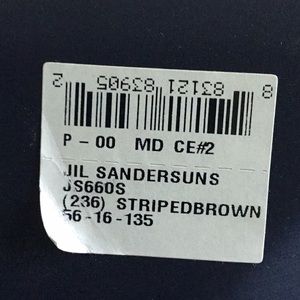 8 83121 83905 2
P-00 MD CE#2
JIL SANDERSUNS
JS660S
(236) STRIPEDBROWN
56-16-135